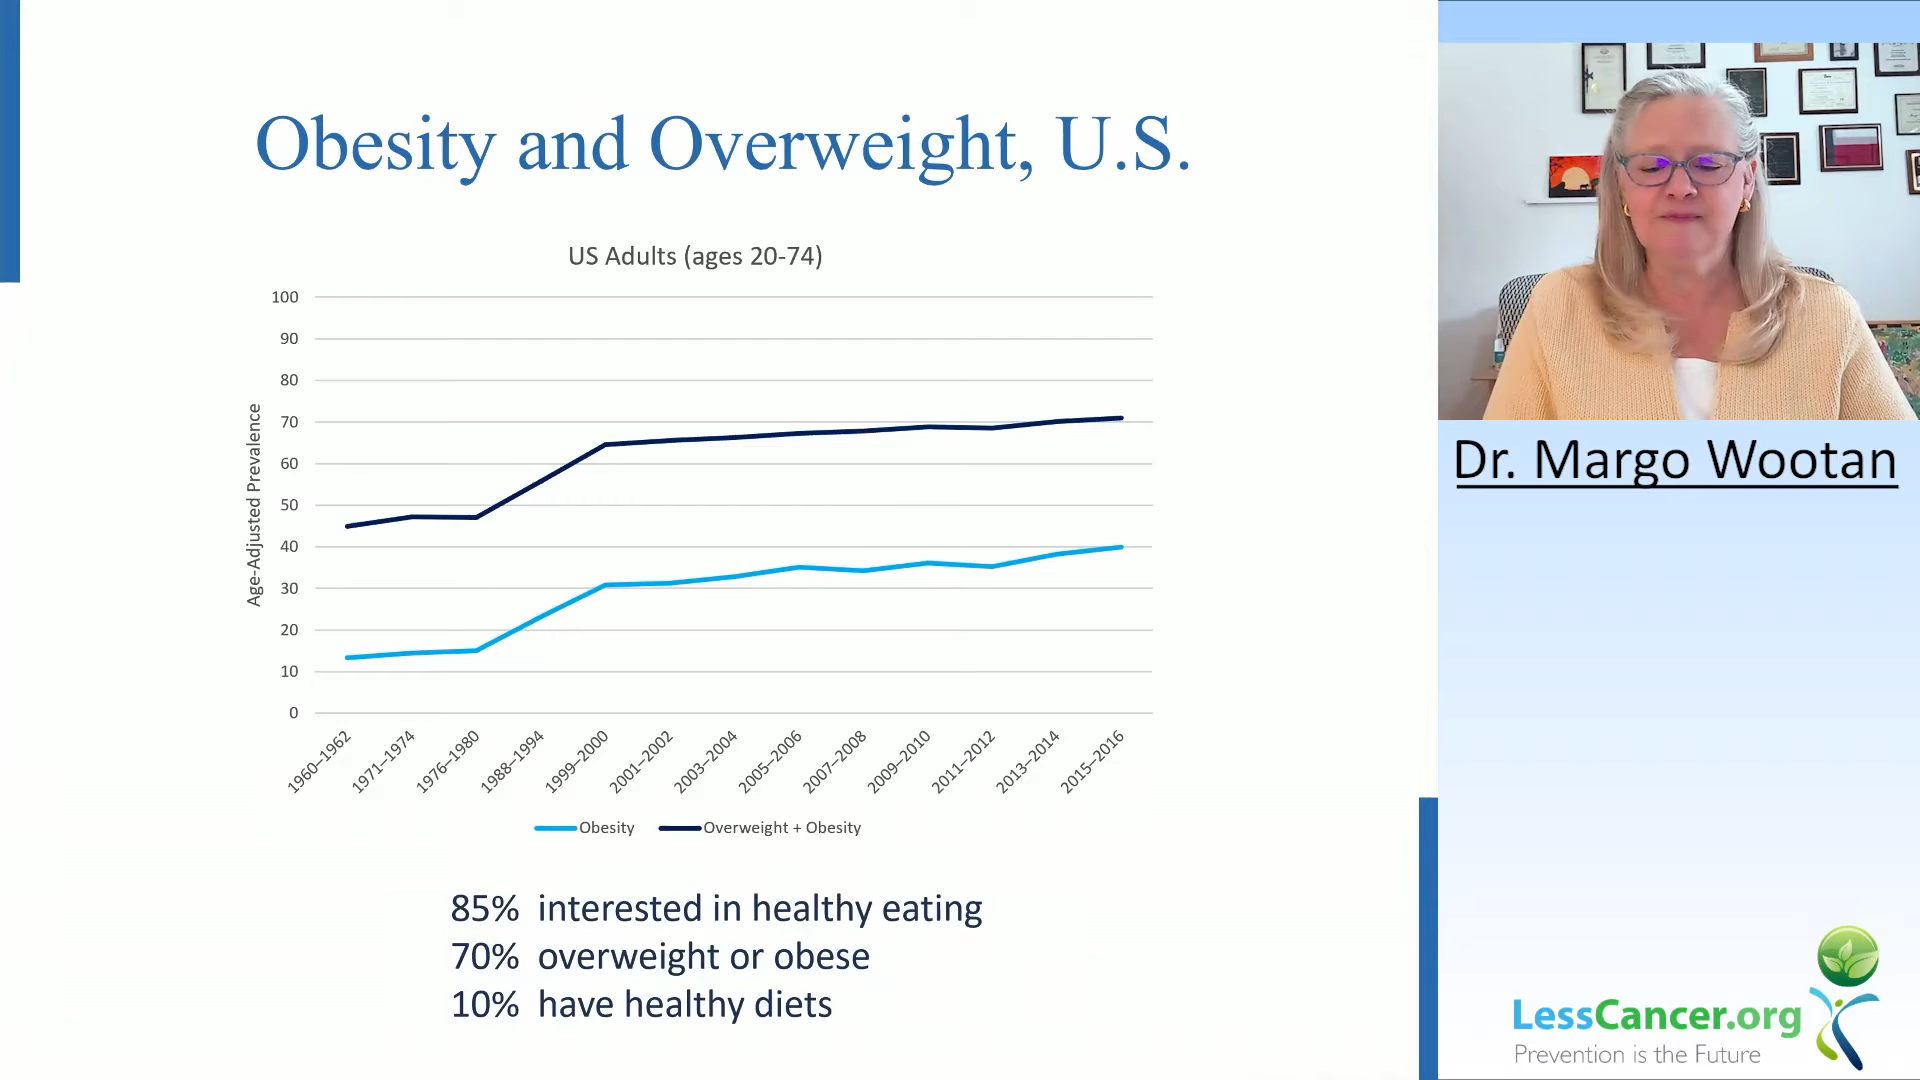 Obesity and Overweight, U.S.
US Adults (ages 20-74)
Age-Adjusted Prevalence
100
90
80
70
60
50
40
30
20
10
0
1960–1962
1971–1974
1976–1980
1988–1994
1999–2000
2001–2002
2003–2004
2005–2006
2007–2008
2009–2010
2011–2012
2013–2014
2015–2016
Obesity
Overweight + Obesity
85% interested in healthy eating
70% overweight or obese
10% have healthy diets
Dr. Margo Wootan
LessCancer.org
Prevention is the Future